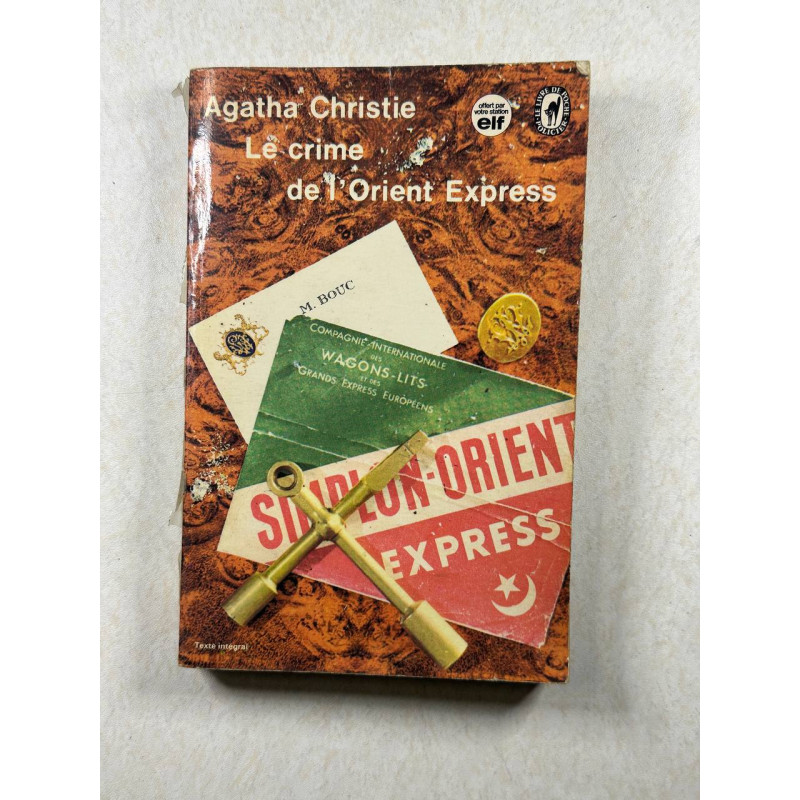 Agatha Christie
Le crime
de l'Orient Express
offert par
votre station
elf
LE LIVRE DE POCHE
POLICIER
M. BOUC
COMPAGNIE INTERNATIONALE
DES
WAGONS-LITS
ET DES
GRANDS EXPRESS EUROPÉENS
SIMPLON-ORIENT
EXPRESS
Texte intégral